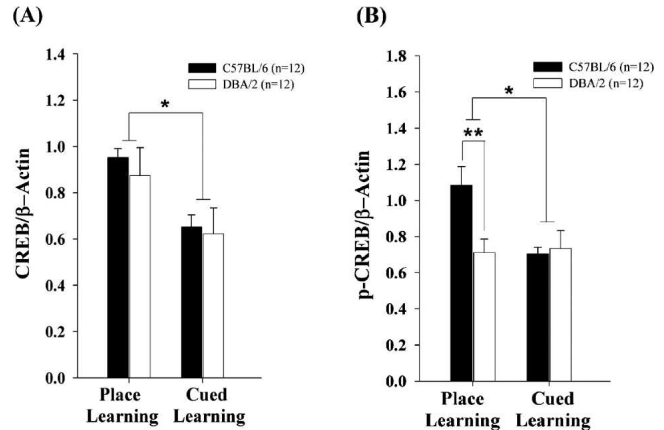 (A)
CREB/β–Actin
1.4
1.2
1.0
0.8
0.6
0.4
0.2
0.0
C57BL/6 (n=12)
DBA/2 (n=12)
*
Place
Learning
Cued
Learning
(B)
p-CREB/β–Actin
1.8
1.6
1.4
1.2
1.0
0.8
0.6
0.4
0.2
0.0
C57BL/6 (n=12)
DBA/2 (n=12)
*
**
Place
Learning
Cued
Learning